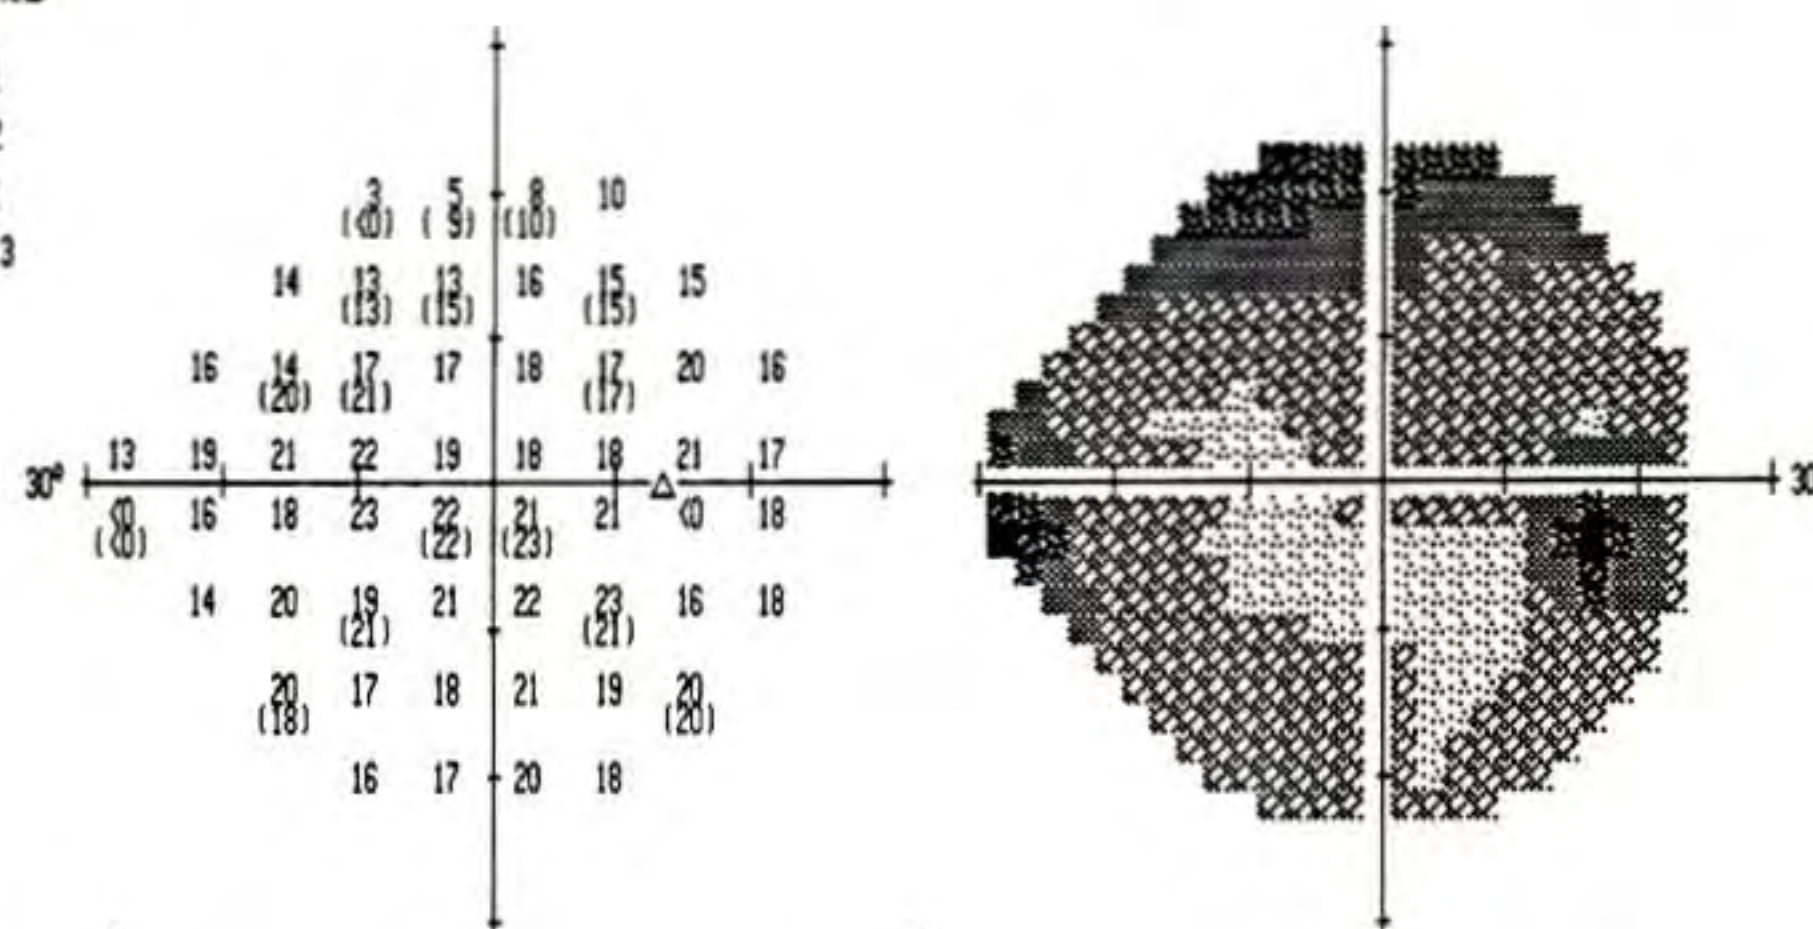 3 5 8 10
(<0) ( 9) (10)
14 13 13 16 15 15
(13) (15) (15)
16 14 17 17 18 17 20 16
(20) (21) (17)
13 19 21 22 19 18 18 21 17
30°
30
<0 16 18 23 22 21 21 <0 18
(<0) (22) (23)
14 20 19 21 22 23 16 18
(21) (21)
20 17 18 21 19 20
(18) (20)
16 17 20 18
3